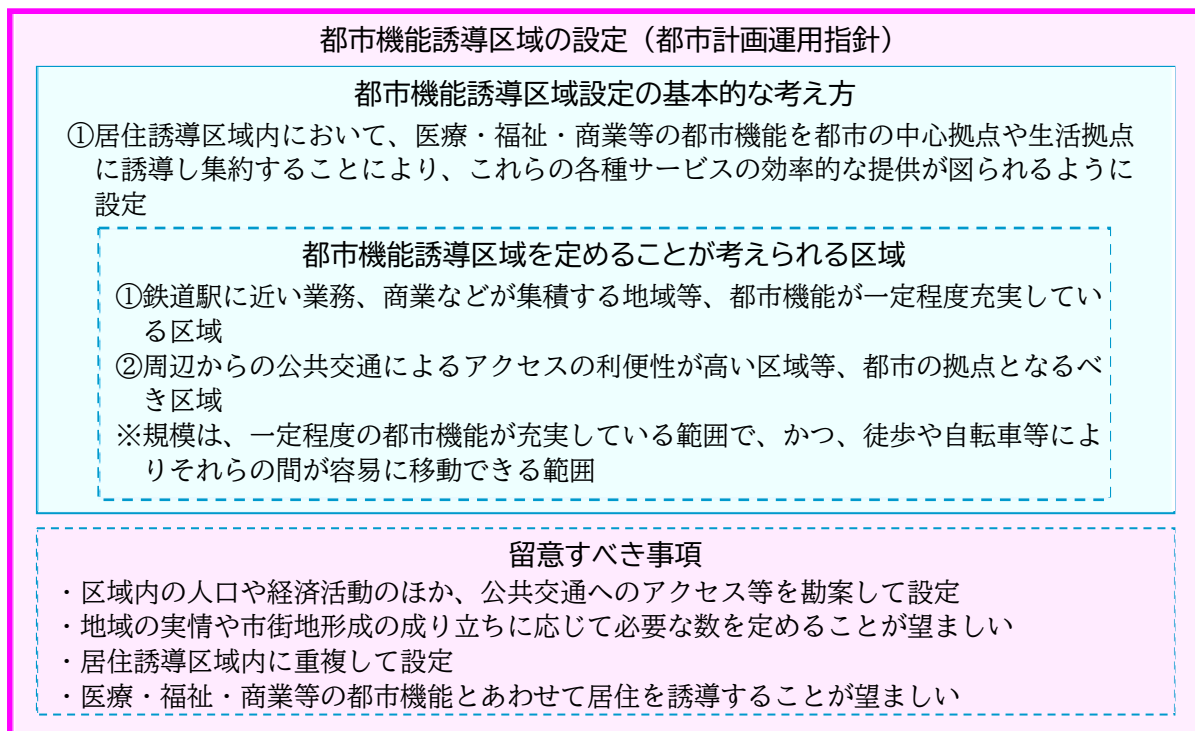 都市機能誘導区域の設定（都市計画運用指針）
都市機能誘導区域設定の基本的な考え方
①居住誘導区域内において、医療・福祉・商業等の都市機能を都市の中心拠点や生活拠点
に誘導し集約することにより、これらの各種サービスの効率的な提供が図られるように
設定
都市機能誘導区域を定めることが考えられる区域
①鉄道駅に近い業務、商業などが集積する地域等、都市機能が一定程度充実してい
る区域
②周辺からの公共交通によるアクセスの利便性が高い区域等、都市の拠点となるべ
き区域
※規模は、一定程度の都市機能が充実している範囲で、かつ、徒歩や自転車等によ
りそれらの間が容易に移動できる範囲
留意すべき事項
・区域内の人口や経済活動のほか、公共交通へのアクセス等を勘案して設定
・地域の実情や市街地形成の成り立ちに応じて必要な数を定めることが望ましい
・居住誘導区域内に重複して設定
・医療・福祉・商業等の都市機能とあわせて居住を誘導することが望ましい